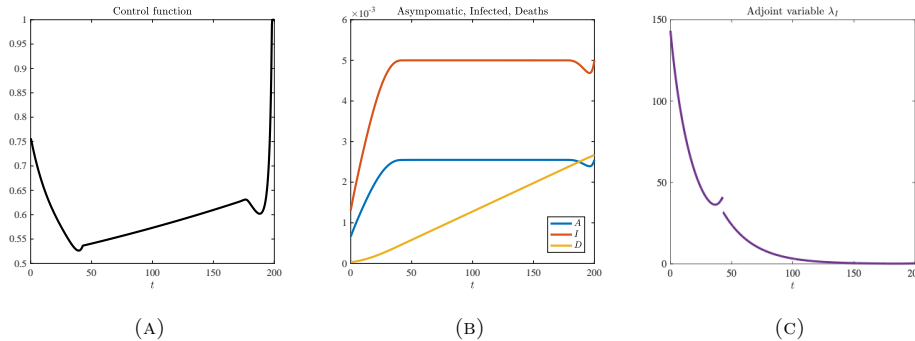 Control function
1
0.95
0.9
0.85
0.8
0.75
0.7
0.65
0.6
0.55
0.5
0 50 100 150 200
t
(A)
Asympomatic, Infected, Deaths
×10⁻³
6
5
4
3
2
1
0
A
I
D
0 50 100 150 200
t
(B)
Adjoint variable λ_I
150
100
50
0
0 50 100 150 200
t
(C)